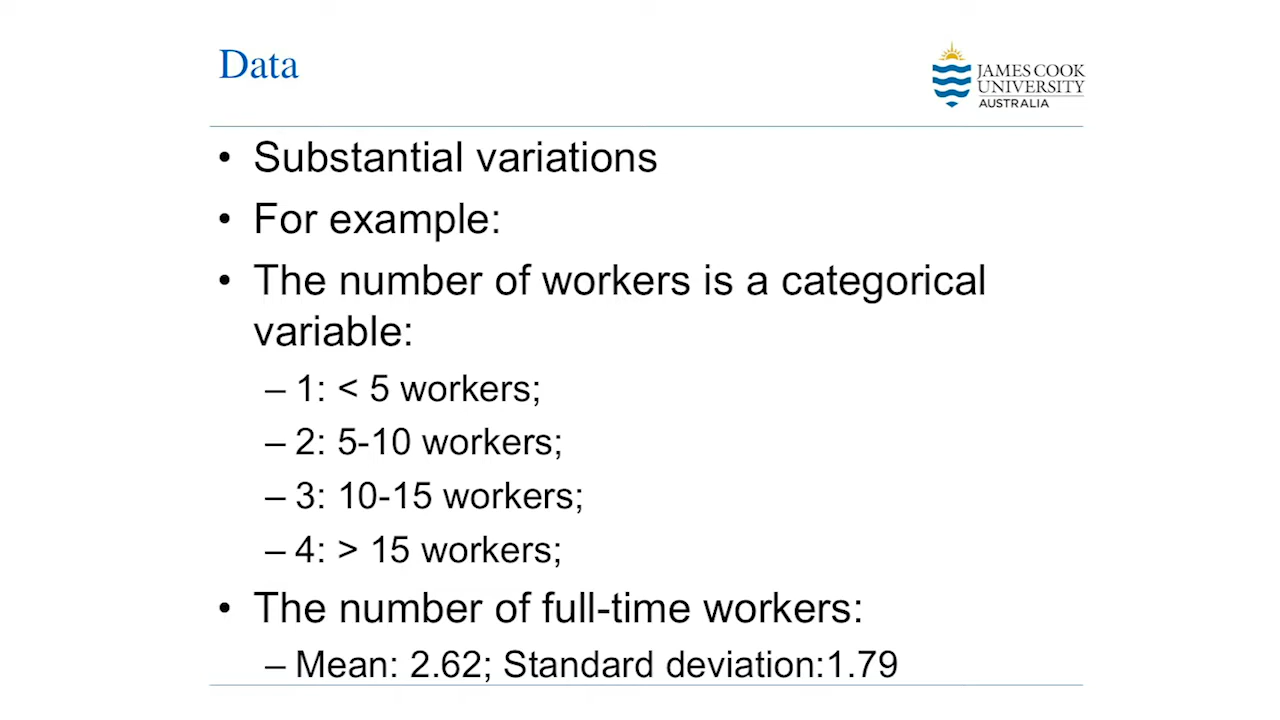 Data
JAMES COOK
UNIVERSITY
AUSTRALIA
• Substantial variations
• For example:
• The number of workers is a categorical
variable:
– 1: < 5 workers;
– 2: 5-10 workers;
– 3: 10-15 workers;
– 4: > 15 workers;
• The number of full-time workers:
– Mean: 2.62; Standard deviation:1.79